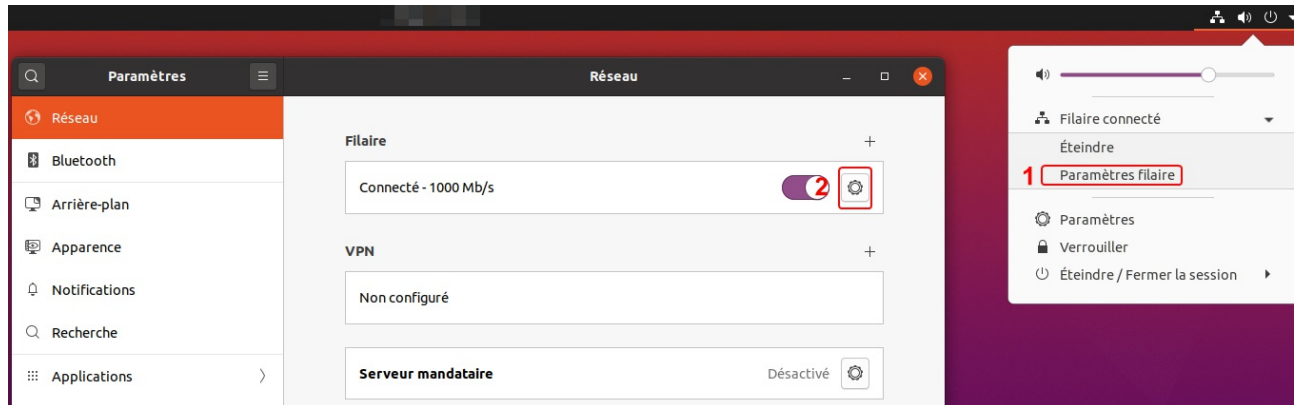 Paramètres
Réseau
Réseau
Bluetooth
Arrière-plan
Apparence
Notifications
Recherche
Applications
Filaire
Connecté - 1000 Mb/s
2
VPN
Non configuré
Serveur mandataire
Désactivé
Filaire connecté
Éteindre
1 Paramètres filaire
Paramètres
Verrouiller
Éteindre / Fermer la session